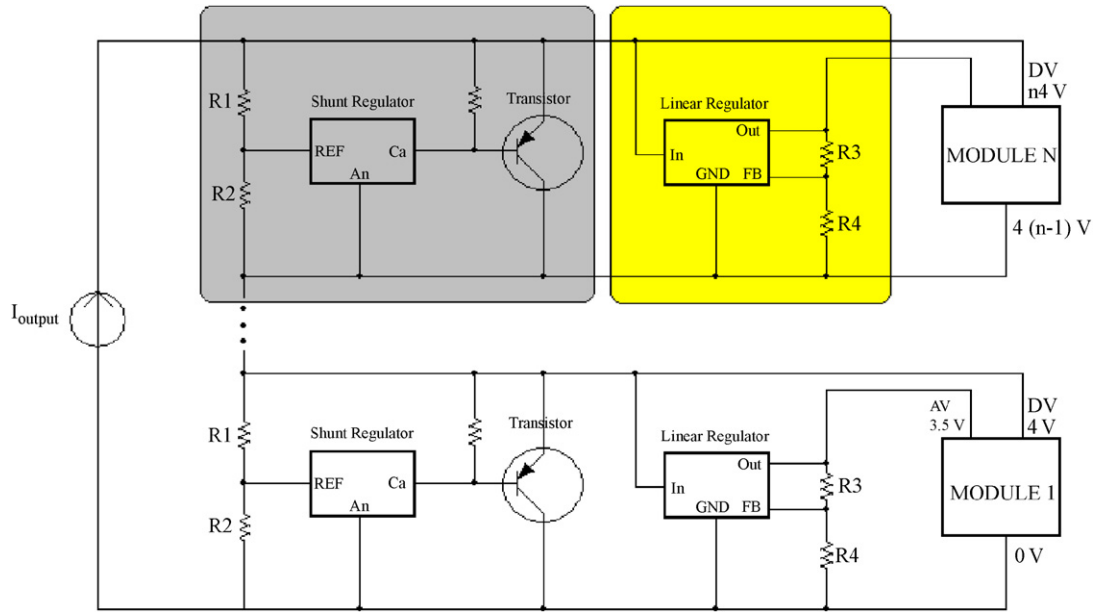 R1
Shunt Regulator
REF
Ca
An
R2
Transistor
Linear Regulator
Out
In
GND FB
R3
R4
DV
n4 V
MODULE N
4 (n-1) V
Ioutput
R1
Shunt Regulator
REF
Ca
An
R2
Transistor
Linear Regulator
Out
In
GND FB
R3
R4
AV
3.5 V
DV
4 V
MODULE 1
0 V